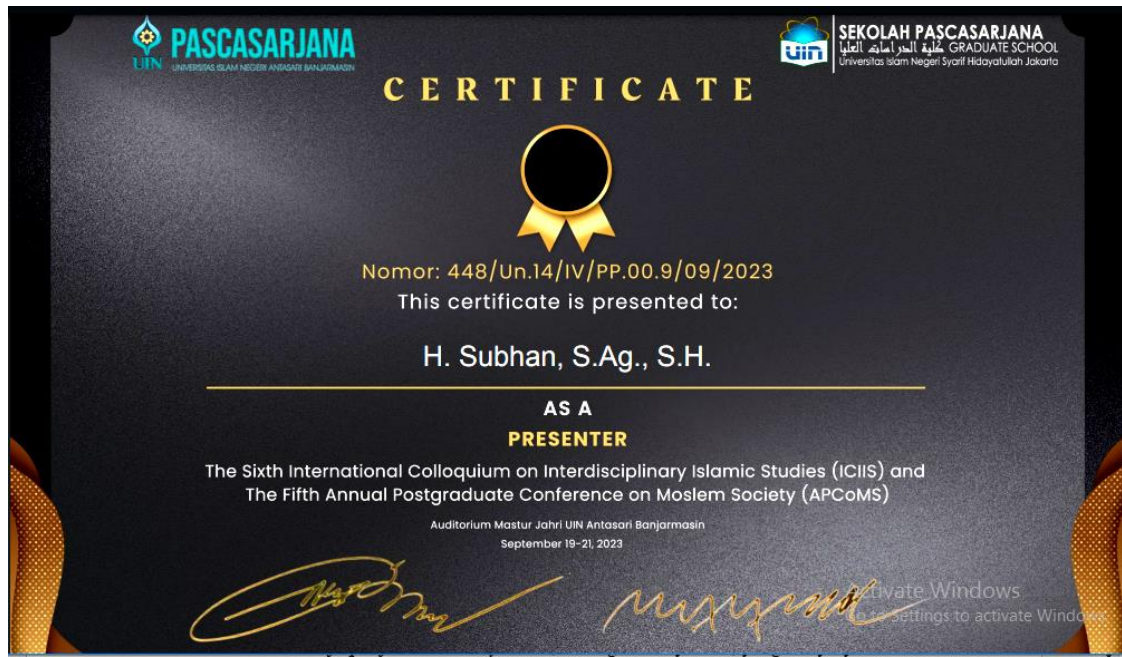 UIN
PASCASARJANA
UNIVERSITAS ISLAM NEGERI ANTASARI BANJARMASIN
uin
SEKOLAH PASCASARJANA
كلية الدراسات العليا GRADUATE SCHOOL
Universitas Islam Negeri Syarif Hidayatullah Jakarta
CERTIFICATE
Nomor: 448/Un.14/IV/PP.00.9/09/2023
This certificate is presented to:
H. Subhan, S.Ag., S.H.
AS A
PRESENTER
The Sixth International Colloquium on Interdisciplinary Islamic Studies (ICIIS) and
The Fifth Annual Postgraduate Conference on Moslem Society (APCoMS)
Auditorium Mastur Jahri UIN Antasari Banjarmasin
September 19-21, 2023
Activate Windows
Go to Settings to activate Windows